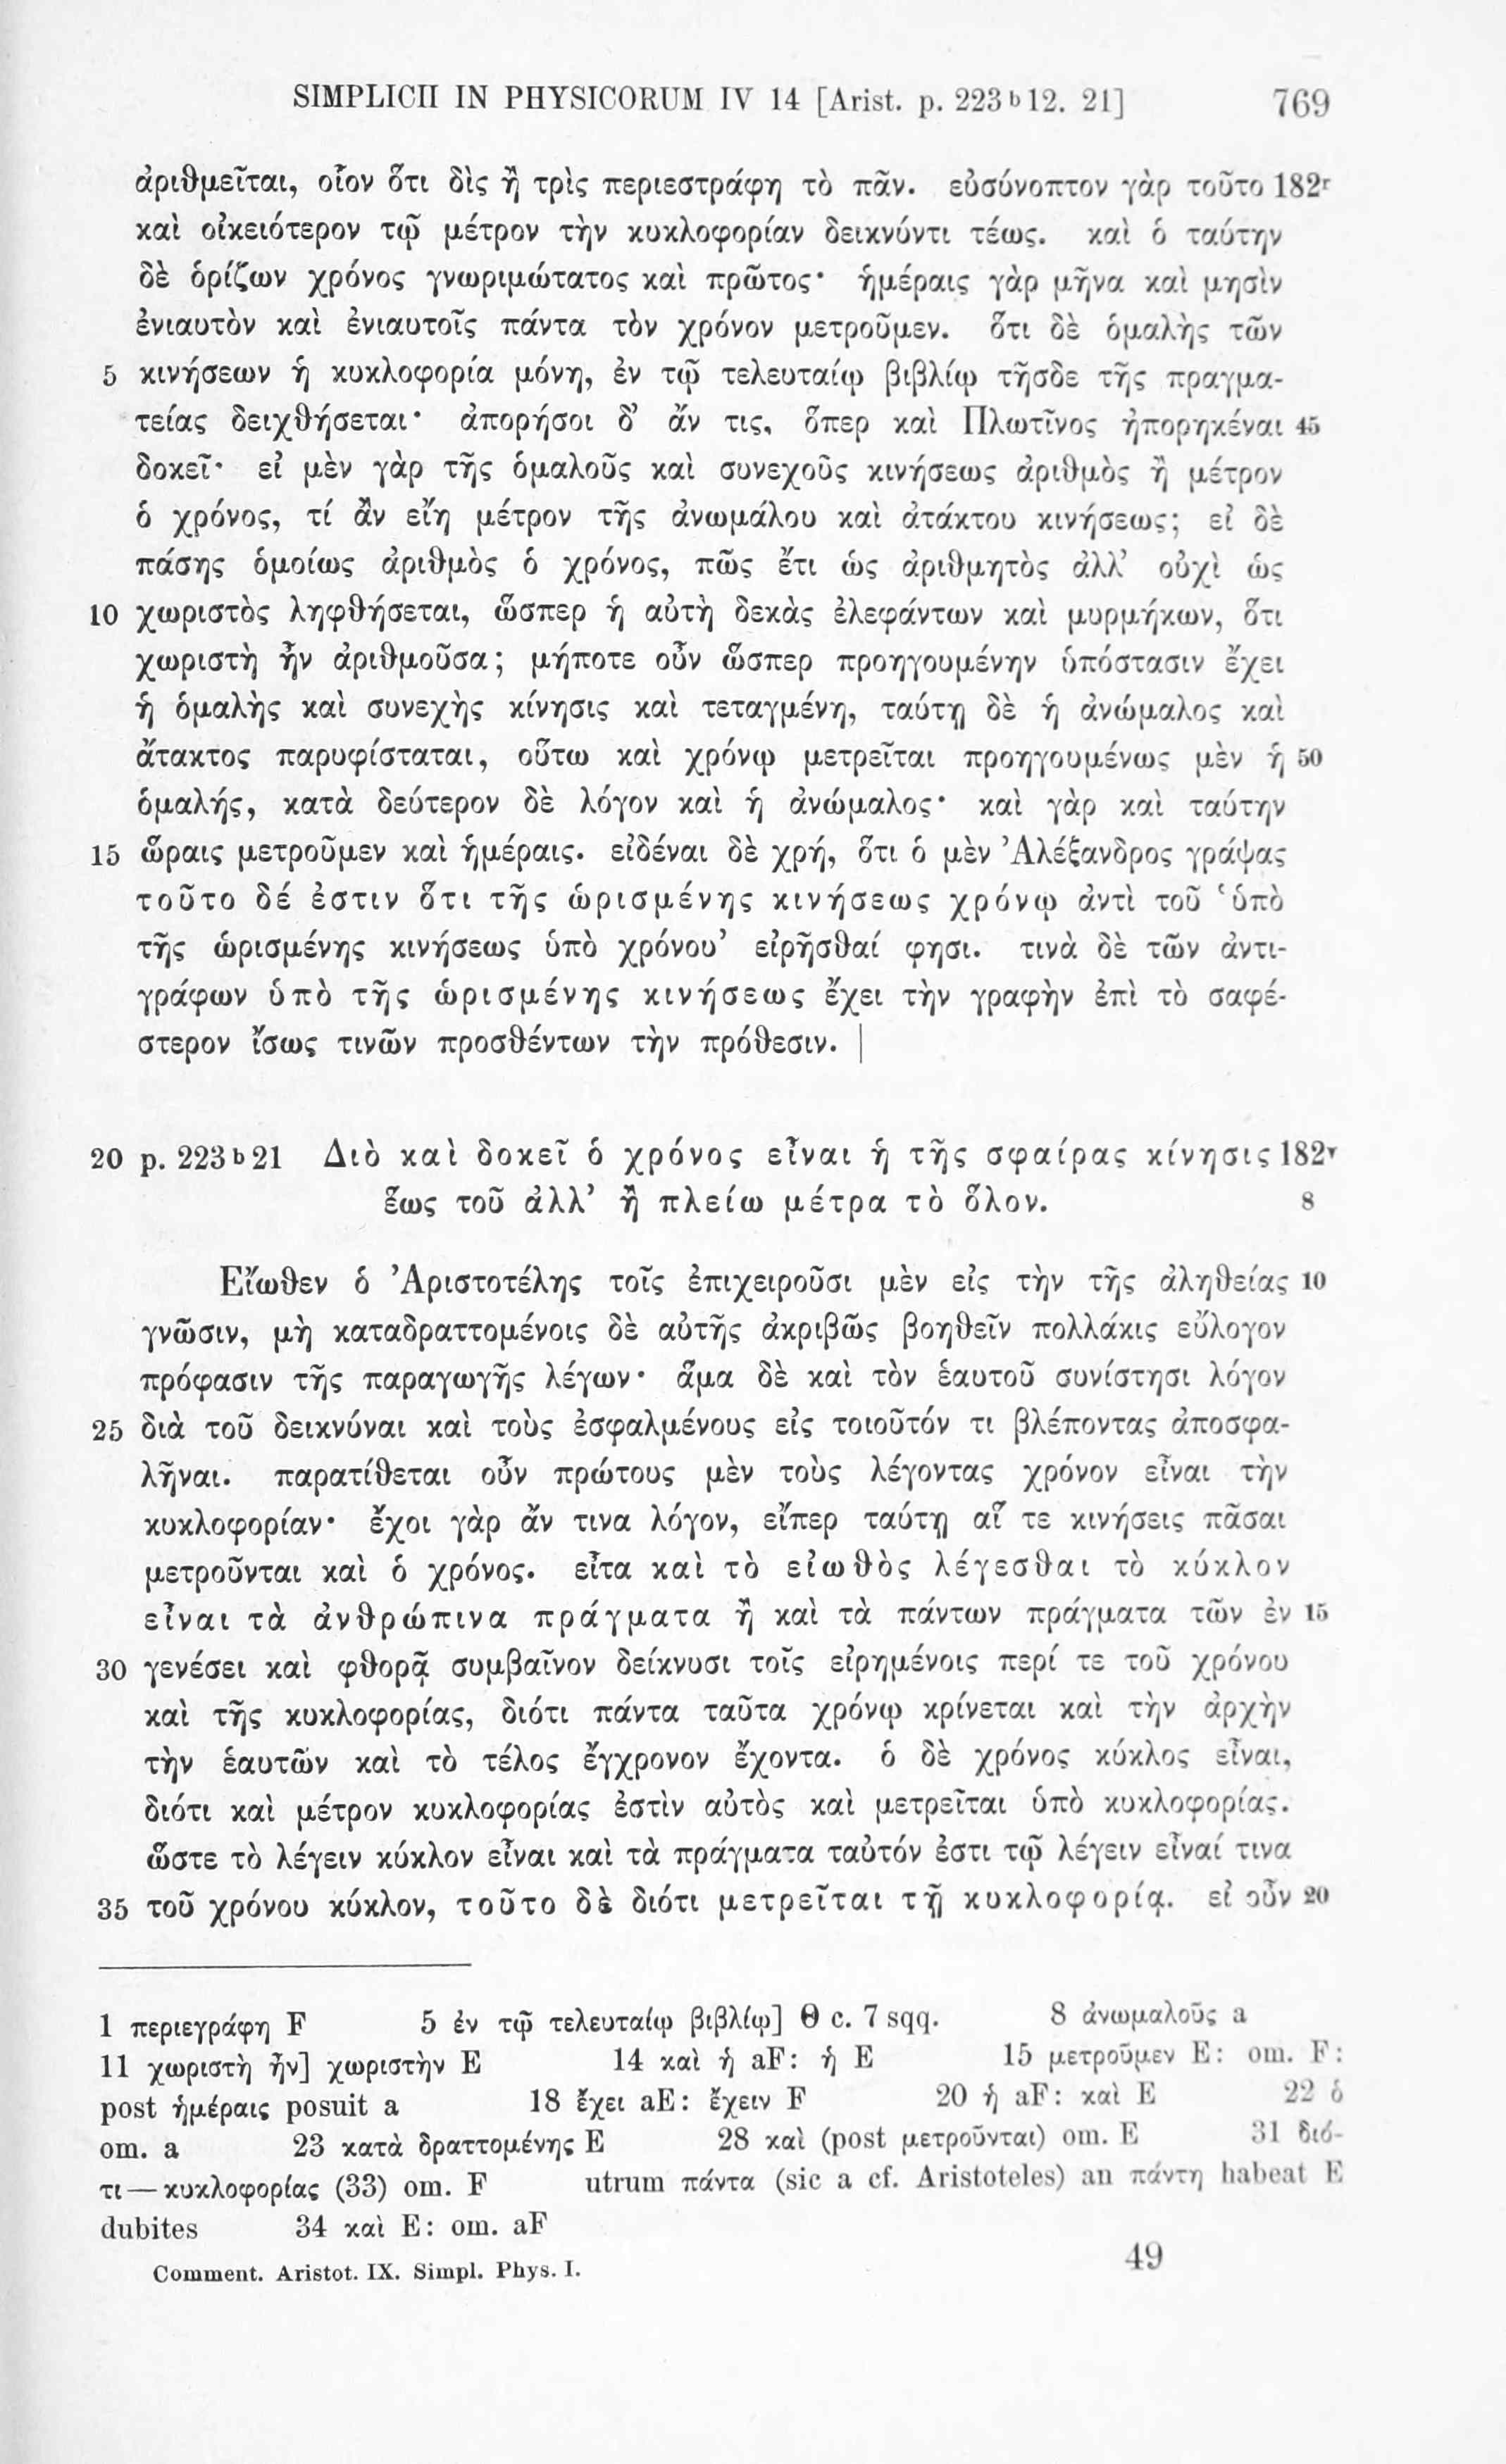 SIMPLICII IN PHYSICORUM IV 14 [Arist. p. 223ᵇ12. 21] 769
ἀριθμεῖται, οἷον ὅτι δὶς ἢ τρὶς περιεστράφη τὸ πᾶν. εὐσύνοπτον γὰρ τοῦτο 182ʳ
καὶ οἰκειότερον τῷ μέτρον τὴν κυκλοφορίαν δεικνύντι τέως. καὶ ὁ ταύτην
δὲ ὁρίζων χρόνος γνωριμώτατος καὶ πρῶτος· ἡμέραις γὰρ μῆνα καὶ μησὶν
ἐνιαυτὸν καὶ ἐνιαυτοῖς πάντα τὸν χρόνον μετροῦμεν. ὅτι δὲ ὁμαλὴς τῶν
5 κινήσεων ἡ κυκλοφορία μόνη, ἐν τῷ τελευταίῳ βιβλίῳ τῆσδε τῆς πραγμα-
τείας δειχθήσεται· ἀπορήσοι δ’ ἄν τις, ὅπερ καὶ Πλωτῖνος ἠπορηκέναι 45
δοκεῖ· εἰ μὲν γὰρ τῆς ὁμαλοῦς καὶ συνεχοῦς κινήσεως ἀριθμὸς ἢ μέτρον
ὁ χρόνος, τί ἂν εἴη μέτρον τῆς ἀνωμάλου καὶ ἀτάκτου κινήσεως; εἰ δὲ
πάσης ὁμοίως ἀριθμὸς ὁ χρόνος, πῶς ἔτι ὡς ἀριθμητὸς ἀλλ’ οὐχὶ ὡς
10 χωριστὸς ληφθήσεται, ὥσπερ ἡ αὐτὴ δεκὰς ἐλεφάντων καὶ μυρμήκων, ὅτι
χωριστὴ ἦν ἀριθμοῦσα; μήποτε οὖν ὥσπερ προηγουμένην ὑπόστασιν ἔχει
ἡ ὁμαλὴς καὶ συνεχὴς κίνησις καὶ τεταγμένη, ταύτῃ δὲ ἡ ἀνώμαλος καὶ
ἄτακτος παρυφίσταται, οὕτω καὶ χρόνῳ μετρεῖται προηγουμένως μὲν ἡ 50
ὁμαλής, κατὰ δεύτερον δὲ λόγον καὶ ἡ ἀνώμαλος· καὶ γὰρ καὶ ταύτην
15 ὥραις μετροῦμεν καὶ ἡμέραις. εἰδέναι δὲ χρή, ὅτι ὁ μὲν Ἀλέξανδρος γράψας
τοῦτο δέ ἐστιν ὅτι τῆς ὡρισμένης κινήσεως χρόνῳ ἀντὶ τοῦ ‘ὑπὸ
τῆς ὡρισμένης κινήσεως ὑπὸ χρόνου’ εἰρῆσθαί φησι. τινὰ δὲ τῶν ἀντι-
γράφων ὑπὸ τῆς ὡρισμένης κινήσεως ἔχει τὴν γραφὴν ἐπὶ τὸ σαφέ-
στερον ἴσως τινῶν προσθέντων τὴν πρόθεσιν. |
20 p. 223ᵇ21 Διὸ καὶ δοκεῖ ὁ χρόνος εἶναι ἡ τῆς σφαίρας κίνησις 182ᵛ
ἕως τοῦ ἀλλ’ ἢ πλείω μέτρα τὸ ὅλον. 8
Εἴωθεν ὁ Ἀριστοτέλης τοῖς ἐπιχειροῦσι μὲν εἰς τὴν τῆς ἀληθείας 10
γνῶσιν, μὴ καταδραττομένοις δὲ αὐτῆς ἀκριβῶς βοηθεῖν πολλάκις εὔλογον
πρόφασιν τῆς παραγωγῆς λέγων· ἅμα δὲ καὶ τὸν ἑαυτοῦ συνίστησι λόγον
25 διὰ τοῦ δεικνύναι καὶ τοὺς ἐσφαλμένους εἰς τοιοῦτόν τι βλέποντας ἀποσφα-
λῆναι. παρατίθεται οὖν πρώτους μὲν τοὺς λέγοντας χρόνον εἶναι τὴν
κυκλοφορίαν· ἔχοι γὰρ ἄν τινα λόγον, εἴπερ ταύτῃ αἵ τε κινήσεις πᾶσαι
μετροῦνται καὶ ὁ χρόνος. εἶτα καὶ τὸ εἰωθὸς λέγεσθαι τὸ κύκλον
εἶναι τὰ ἀνθρώπινα πράγματα ἢ καὶ τὰ πάντων πράγματα τῶν ἐν 15
30 γενέσει καὶ φθορᾷ συμβαῖνον δείκνυσι τοῖς εἰρημένοις περί τε τοῦ χρόνου
καὶ τῆς κυκλοφορίας, διότι πάντα ταῦτα χρόνῳ κρίνεται καὶ τὴν ἀρχὴν
τὴν ἑαυτῶν καὶ τὸ τέλος ἔγχρονον ἔχοντα. ὁ δὲ χρόνος κύκλος εἶναι,
διότι καὶ μέτρον κυκλοφορίας ἐστὶν αὐτὸς καὶ μετρεῖται ὑπὸ κυκλοφορίας.
ὥστε τὸ λέγειν κύκλον εἶναι καὶ τὰ πράγματα ταὐτόν ἐστι τῷ λέγειν εἶναί τινα
35 τοῦ χρόνου κύκλον, τοῦτο δὲ διότι μετρεῖται τῇ κυκλοφορίᾳ. εἰ οὖν 20
1 περιεγράφη F 5 ἐν τῷ τελευταίῳ βιβλίῳ] Θ c. 7 sqq. 8 ἀνωμαλοῦς a
11 χωριστὴ ἦν] χωριστὴν E 14 καὶ ἡ aF: ἡ E 15 μετροῦμεν E: om. F:
post ἡμέραις posuit a 18 ἔχει aE: ἔχειν F 20 ἡ aF: καὶ E 22 ὁ
om. a 23 κατὰ δραττομένης E 28 καὶ (post μετροῦνται) om. E 31 διό-
τι — κυκλοφορίας (33) om. F utrum πάντα (sic a cf. Aristoteles) an πάντη habeat E
dubites 34 καὶ E: om. aF
Comment. Aristot. IX. Simpl. Phys. I. 49